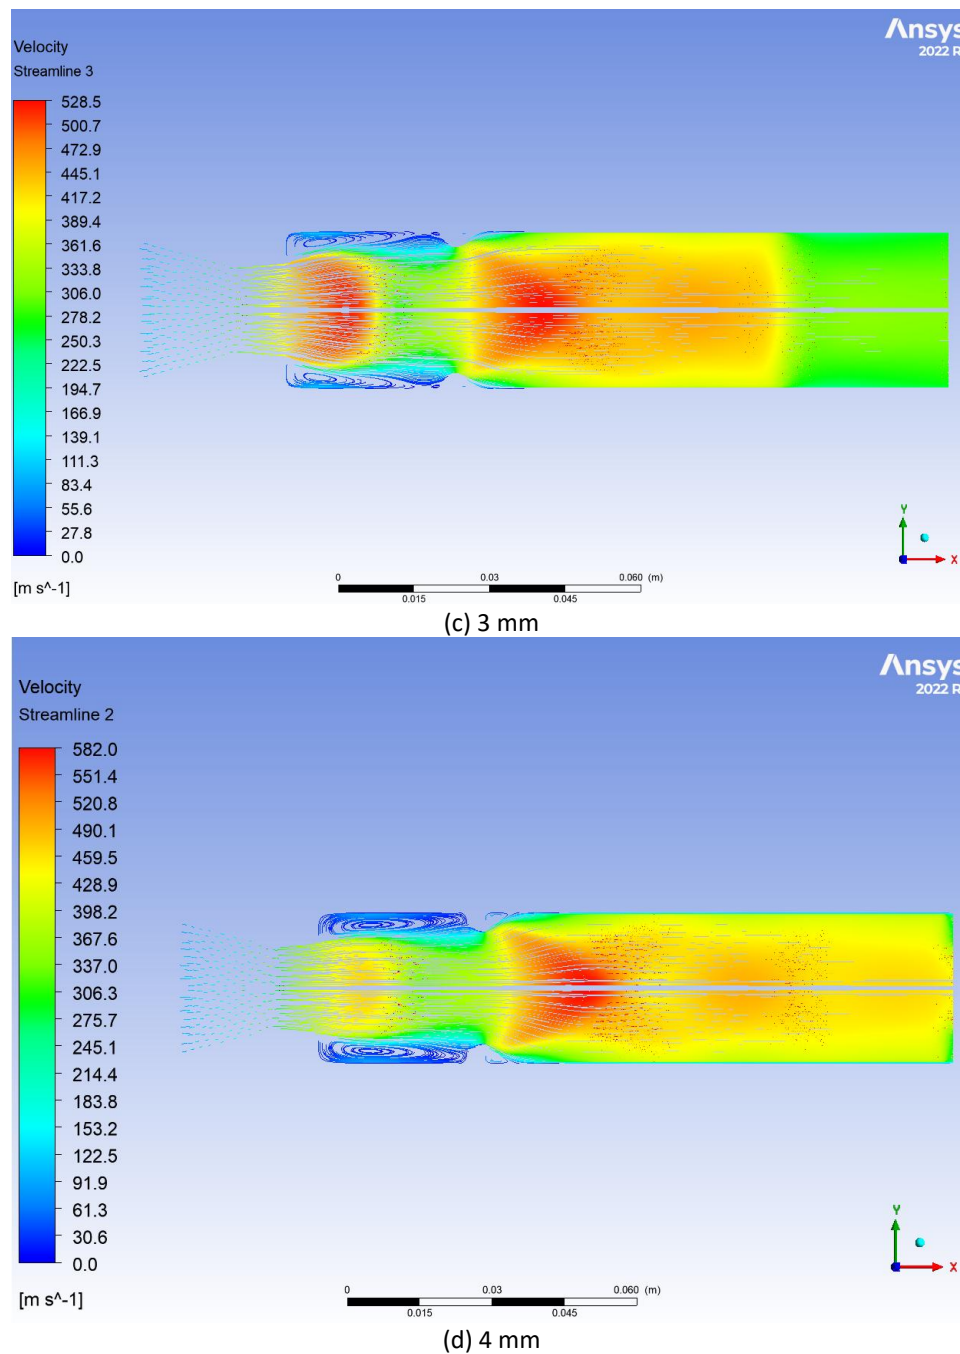 Ansys
2022 R
Velocity
Streamline 3
528.5
500.7
472.9
445.1
417.2
389.4
361.6
333.8
306.0
278.2
250.3
222.5
194.7
166.9
139.1
111.3
83.4
55.6
27.8
0.0
[m s^-1]
Y
X
0 0.03 0.060 (m)
0.015 0.045
(c) 3 mm
Ansys
2022 R
Velocity
Streamline 2
582.0
551.4
520.8
490.1
459.5
428.9
398.2
367.6
337.0
306.3
275.7
245.1
214.4
183.8
153.2
122.5
91.9
61.3
30.6
0.0
[m s^-1]
Y
X
0 0.03 0.060 (m)
0.015 0.045
(d) 4 mm